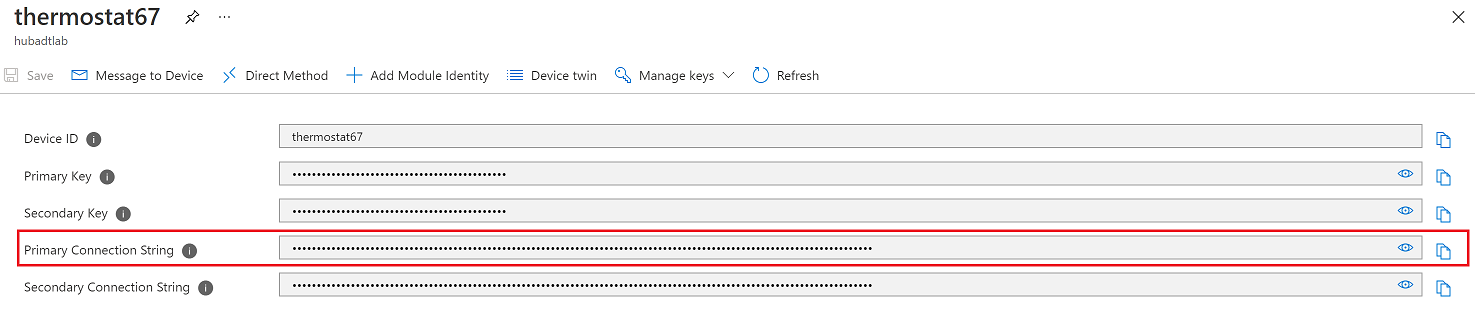 thermostat67
hubadtlab
Save Message to Device Direct Method Add Module Identity Device twin Manage keys Refresh
Device ID thermostat67
Primary Key ••••••••••••••••••••••••••••••••••••••••••••
Secondary Key ••••••••••••••••••••••••••••••••••••••••••••
Primary Connection String ••••••••••••••••••••••••••••••••••••••••••••••••••••••••••••••••••••••••••••••••••••••••••••••••••••••••••••••••••••••
Secondary Connection String ••••••••••••••••••••••••••••••••••••••••••••••••••••••••••••••••••••••••••••••••••••••••••••••••••••••••••••••••••••••